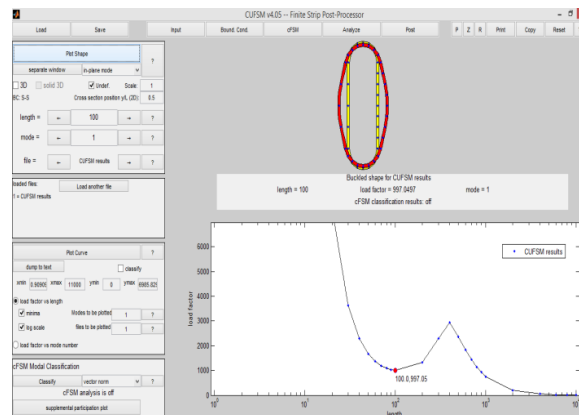 CUFSM v4.05 -- Finite Strip Post-Processor
Load Save Input Bound. Cond. cFSM Analyze Post P Z R Print Copy Reset
Plot Shape ?
separate window in-plane mode
3D solid 3D Undef. Scale: 1
BC: S-S Cross section position y/L (2D): 0.5
length = ← 100 → ?
mode = ← 1 → ?
file = ← CUFSM results → ?
loaded files: Load another file
1 = CUFSM results
Buckled shape for CUFSM results
length = 100 load factor = 997.0497 mode = 1
cFSM classification results: off
Plot Curve ?
dump to text classify
xmin xmax 11000 ymin 0 ymax
load factor vs length
minima Modes to be plotted 1 ?
log scale files to be plotted 1 ?
load factor vs mode number
cFSM Modal Classification
Classify vector norm ?
cFSM analysis is off
supplemental participation plot
CUFSM results
load factor
6000
5000
4000
3000
2000
1000
0
100.0,997.05
10⁰ 10¹ 10² 10³ 10⁴
length